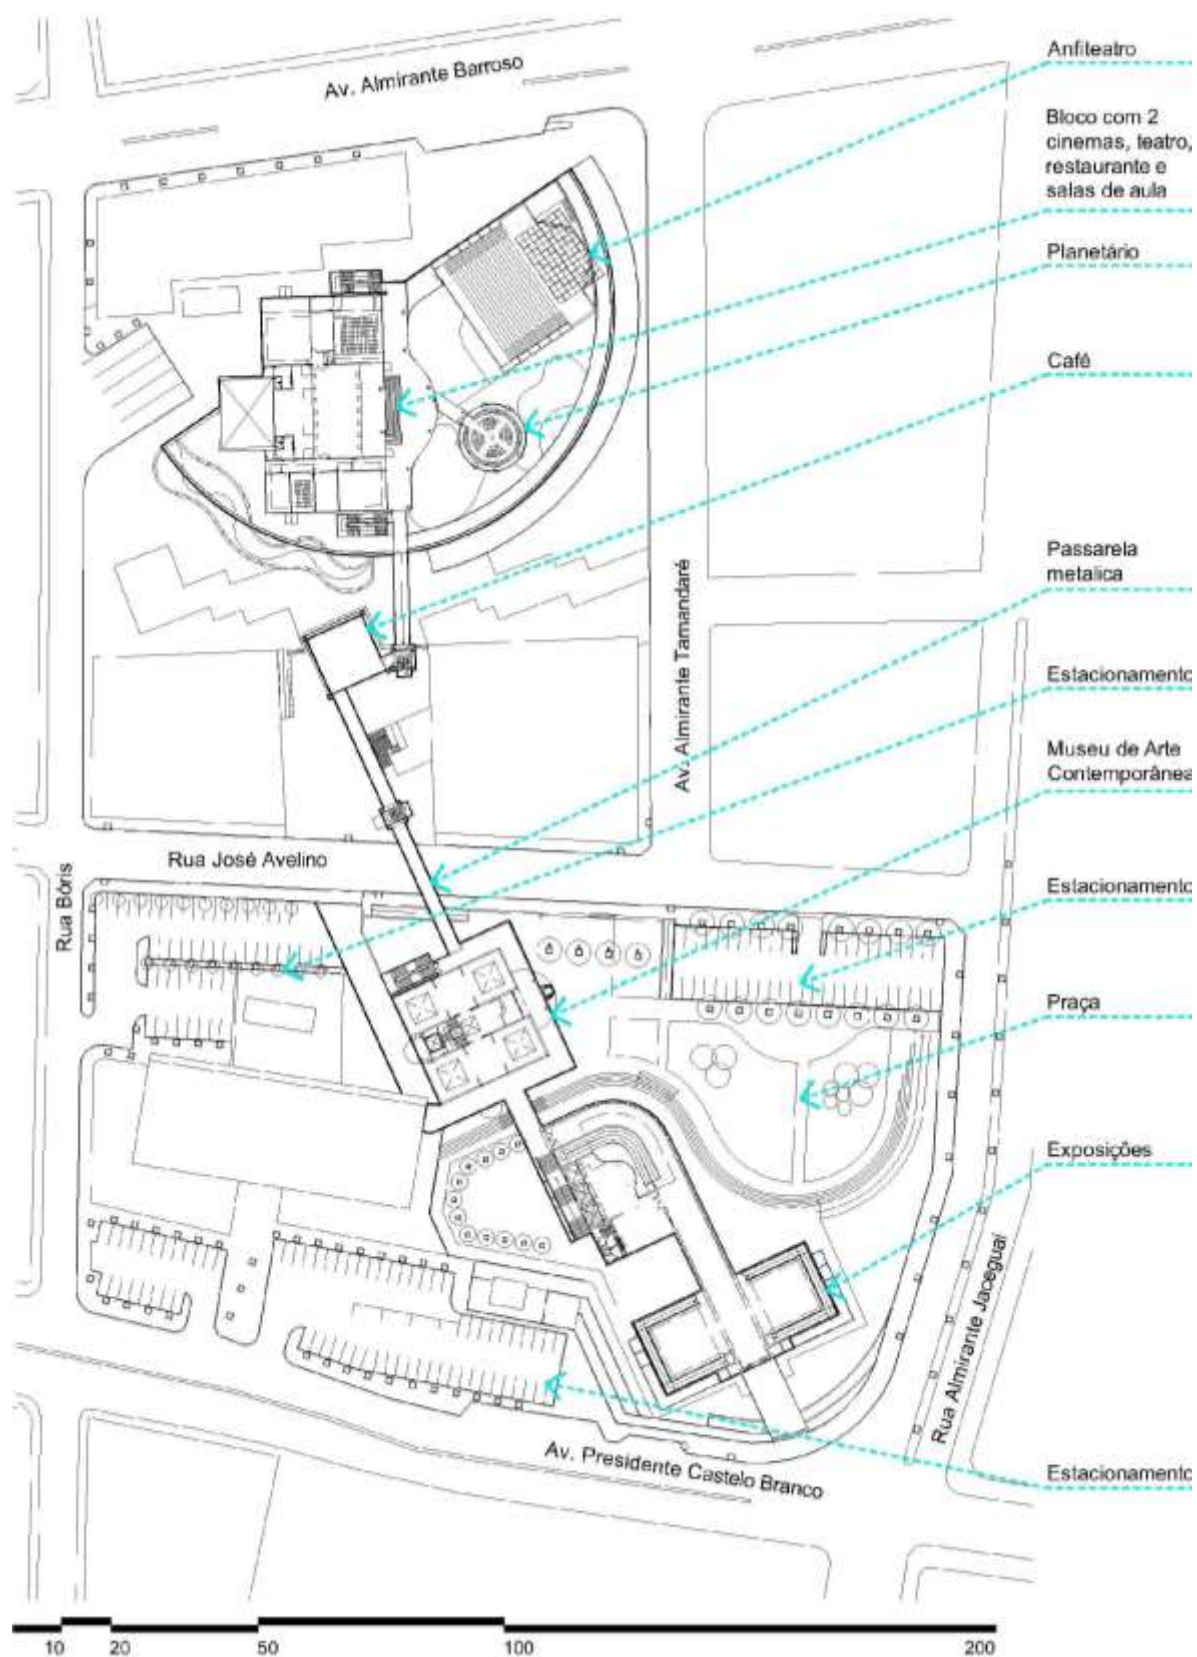 Av. Almirante Barroso
Anfiteatro
Bloco com 2
cinemas, teatro,
restaurante e
salas de aula
Planetário
Café
Passarela
metalica
Av. Almirante Tamandaré
Estacionamento
Museu de Arte
Contemporânea
Rua José Avelino
Rua Bóris
Estacionamento
Praça
Exposições
Rua Almirante Jaceguai
Av. Presidente Castelo Branco
Estacionamento
10 20 50 100 200